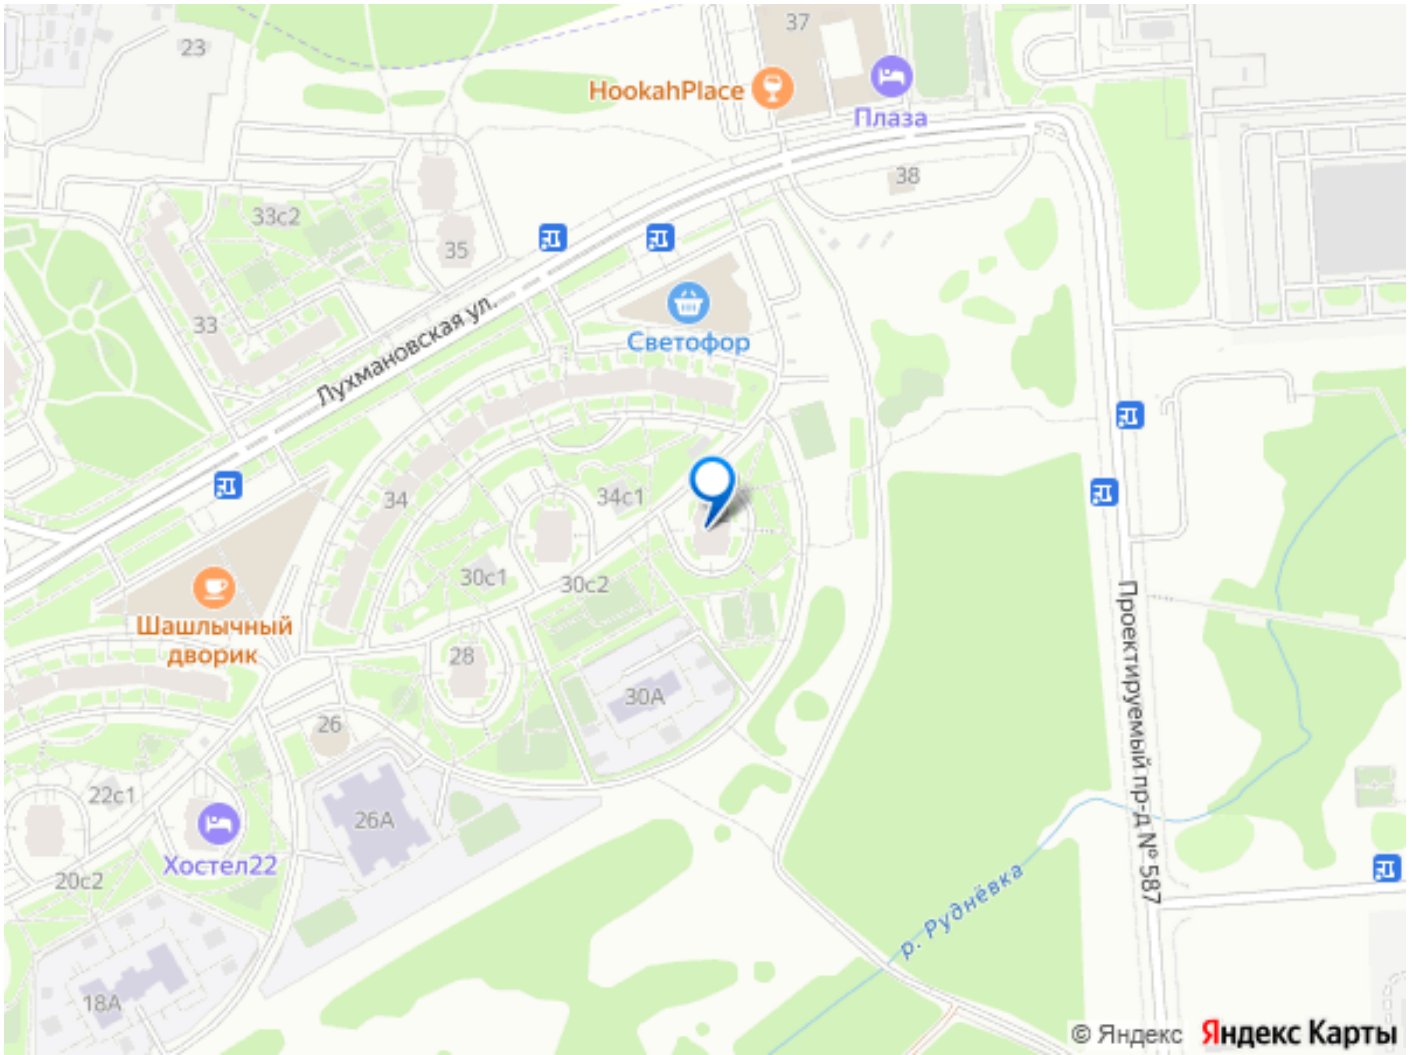 37
23
HookahPlace
Плаза
38
33с2
35
33
Лухмановская ул.
Светофор
34
34с1
30с1
30с2
Шашлычный
дворик
28
30А
26
Проектируемый пр-д № 587
22с1
26А
Хостел22
20с2
р. Руднёвка
18А
© Яндекс Яндекс Карты